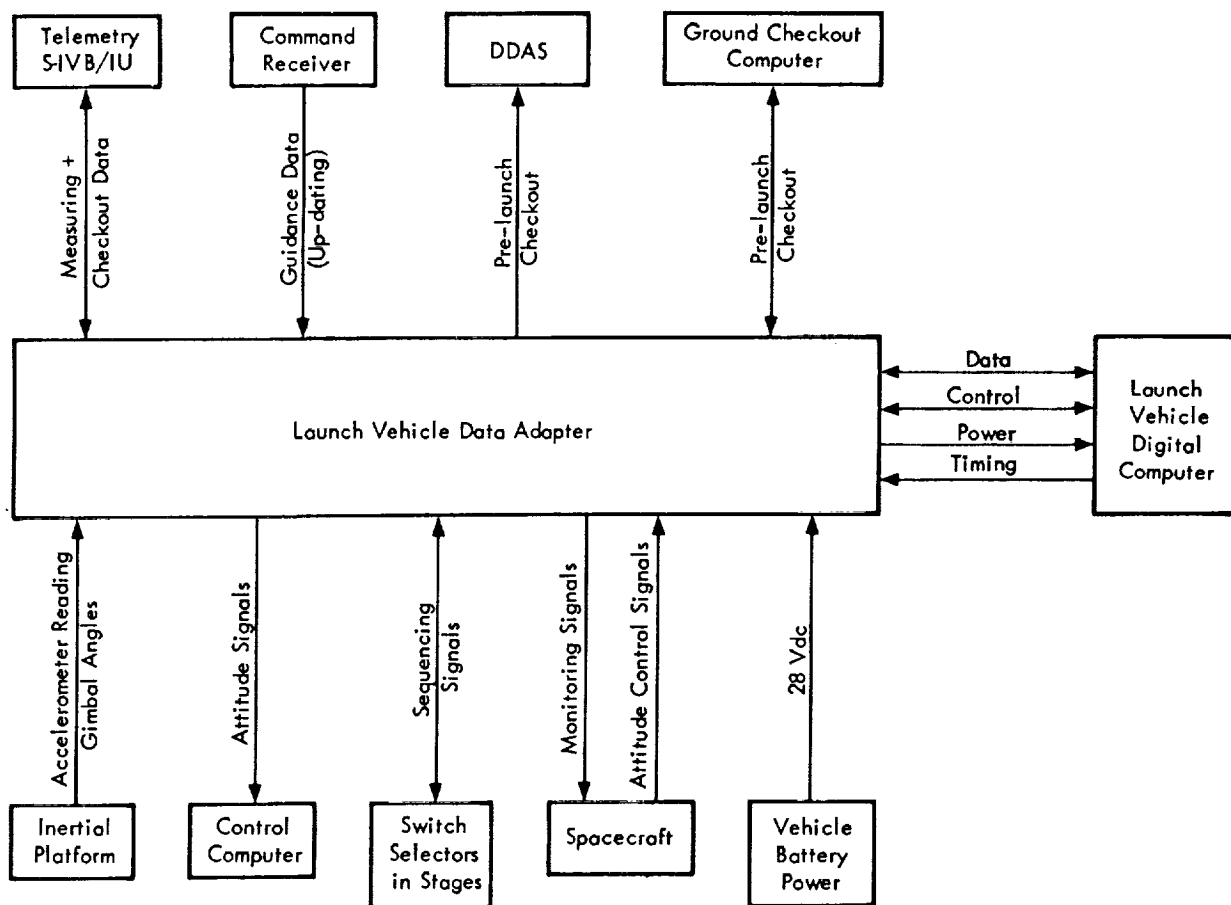 Telemetry
S-IVB/IU
Command
Receiver
DDAS
Ground Checkout
Computer
Measuring +
Checkout Data
Guidance Data
(Up-dating)
Pre-launch
Checkout
Pre-launch
Checkout
Launch Vehicle Data Adapter
Data
Control
Power
Timing
Launch
Vehicle
Digital
Computer
Accelerometer Reading
Gimbal Angles
Attitude Signals
Sequencing
Signals
Monitoring Signals
Attitude Control Signals
28 Vdc
Inertial
Platform
Control
Computer
Switch
Selectors
in Stages
Spacecraft
Vehicle
Battery
Power